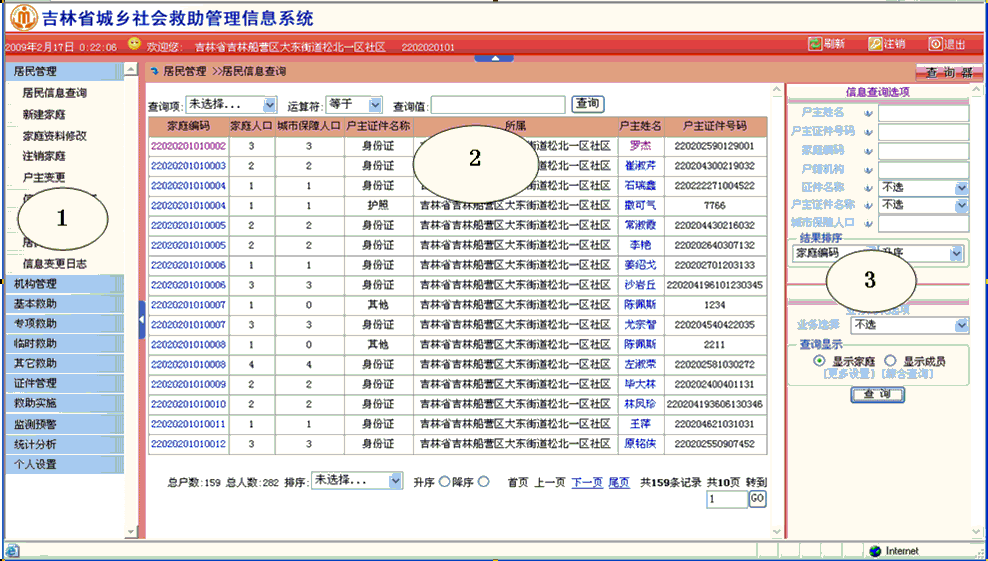 吉林省城乡社会救助管理信息系统
2009年2月17日 0:22:06 欢迎您: 吉林省吉林船营区大东街道松北一区社区 2202020101 刷新 注销 退出
居民管理
居民信息查询
新建家庭
家庭资料修改
注销家庭
户主变更
1
信息变更日志
机构管理
基本救助
专项救助
临时救助
其它救助
证件管理
救助实施
监测预警
统计分析
个人设置
居民管理 >>居民信息查询
查询项: 未选择... 运算符: 等于 查询值: 查询
家庭编码 家庭人口 城市保障人口 户主证件名称 所属 户主姓名 户主证件号码
22020201010002 3 3 身份证 吉林省吉林船营区大东街道松北一区社区 罗杰 220202590129001
22020201010003 2 2 身份证 区大东街道松北一区社区 崔淑芹 220204300219032
22020201010004 1 1 身份证 区大东街道松北一区社区 石瑞鑫 220222271004522
22020201010004 1 1 护照 吉林省吉林船营区大东街道松北一区社区 撒可气 7766
22020201010005 2 2 身份证 吉林省吉林船营区大东街道松北一区社区 常淑霞 220204430216032
22020201010005 2 2 身份证 吉林省吉林船营区大东街道松北一区社区 李艳 220202640307132
22020201010006 1 1 身份证 吉林省吉林船营区大东街道松北一区社区 姜绍戈 220202701203133
22020201010006 3 3 身份证 吉林省吉林船营区大东街道松北一区社区 沙岩丘 220204196101230345
22020201010007 1 0 其他 吉林省吉林船营区大东街道松北一区社区 陈佩斯 1234
22020201010007 3 3 身份证 吉林省吉林船营区大东街道松北一区社区 尤宗智 220204540422035
22020201010008 1 0 其他 吉林省吉林船营区大东街道松北一区社区 陈佩斯 2211
22020201010008 4 4 身份证 吉林省吉林船营区大东街道松北一区社区 左淑荣 220202581030272
22020201010009 2 2 身份证 吉林省吉林船营区大东街道松北一区社区 毕大林 220202400401131
22020201010010 2 2 身份证 吉林省吉林船营区大东街道松北一区社区 林凤珍 220204193606130346
22020201010011 1 1 身份证 吉林省吉林船营区大东街道松北一区社区 王萍 220204621031031
22020201010012 3 3 身份证 吉林省吉林船营区大东街道松北一区社区 原铭侠 220202550907452
2
总户数:159 总人数:282 排序: 未选择... 升序 降序 首页 上一页 下一页 尾页 共159条记录 共10页 转到
1 GO
查 询 器
信息查询选项
户主姓名
户主证件号码
家庭编码
户籍机构
证件名称 不选
户主证件名称 不选
城市保障人口
结果排序
家庭编码 升序
3
业务选择 不选
查询显示
显示家庭 显示成员
[更多设置] [综合查询]
查 询
Internet